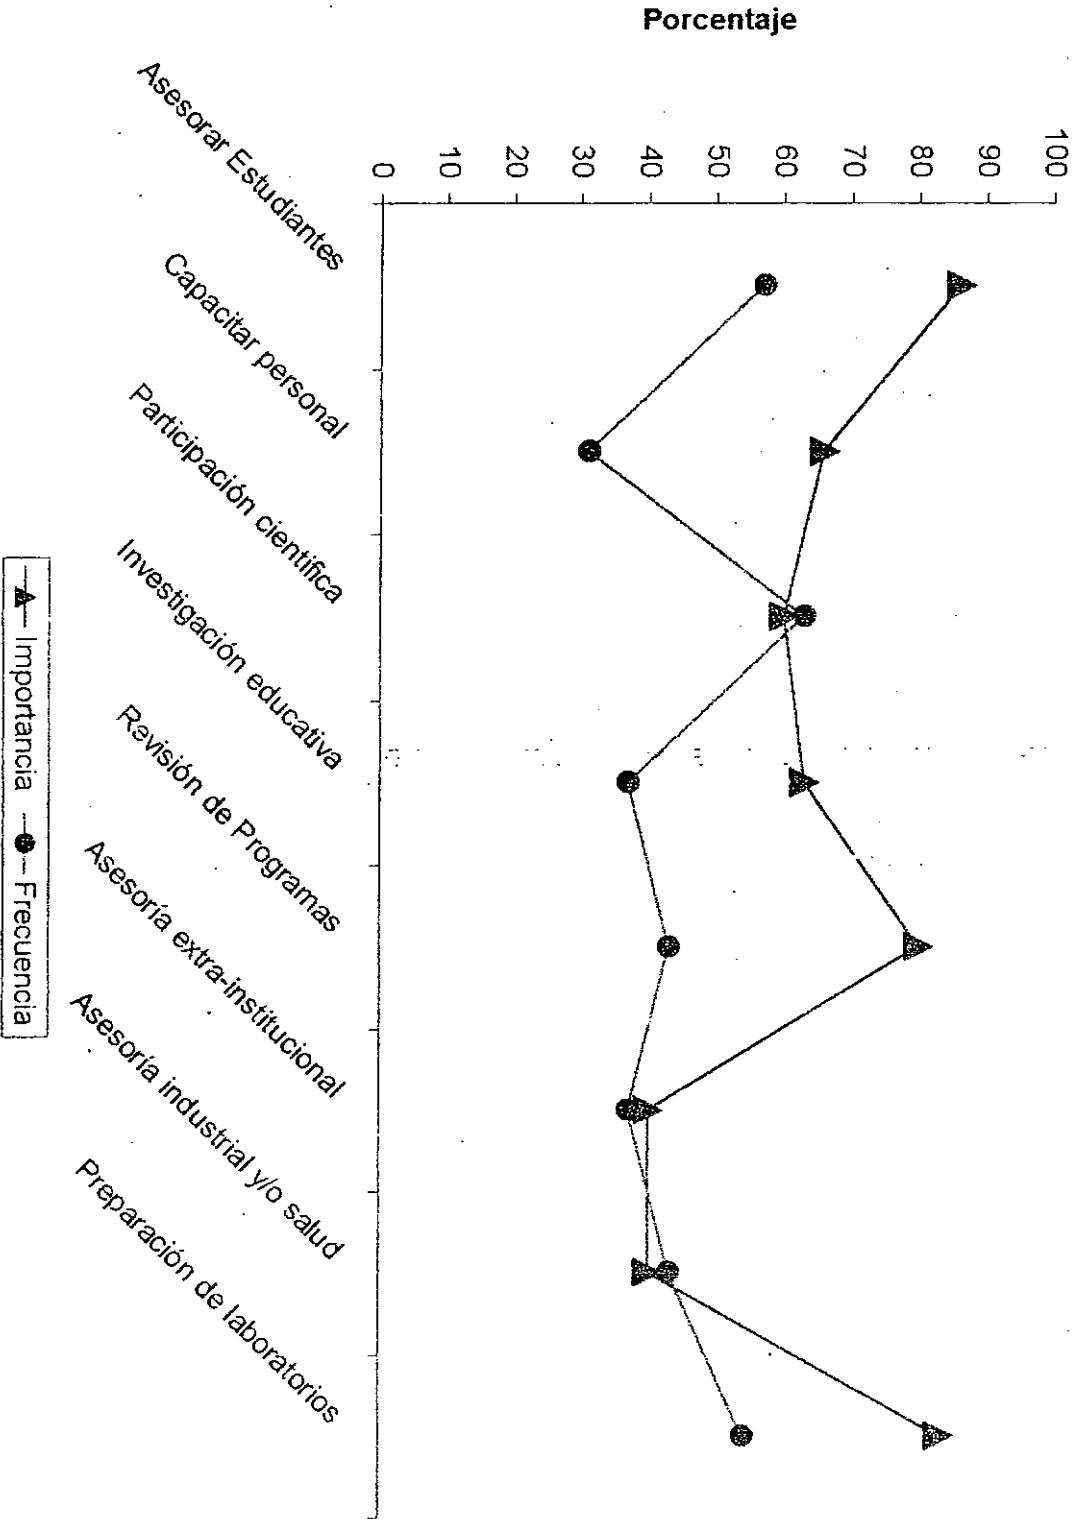 Porcentaje
100
90
80
70
60
50
40
30
20
10
0
Asesorar Estudiantes
Capacitar personal
Participación cientifica
Investigación educativa
Revisión de Programas
Asesoría extra-institucional
Asesoría industrial y/o salud
Preparación de laboratorios
Importancia Frecuencia